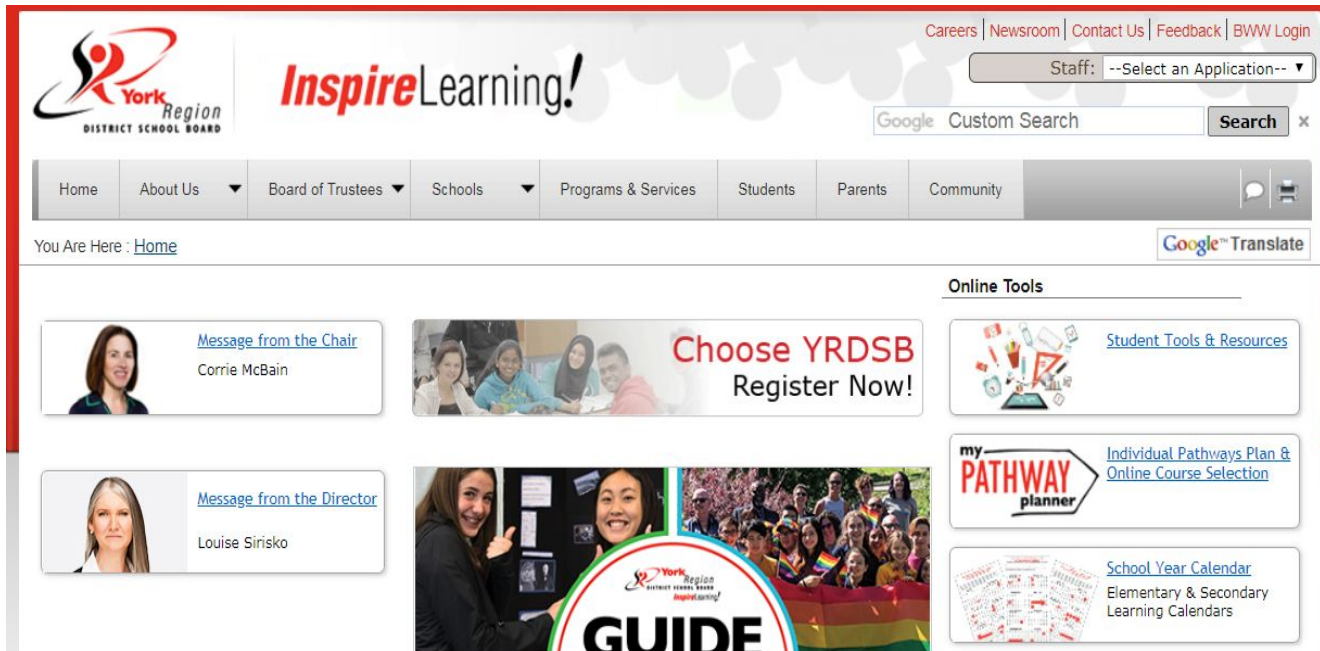 Careers | Newsroom | Contact Us | Feedback | BWW Login
York
Region
DISTRICT SCHOOL BOARD
InspireLearning!
Staff: --Select an Application--
Google Custom Search Search ×
Home About Us Board of Trustees Schools Programs & Services Students Parents Community
You Are Here : Home
Google™ Translate
Message from the Chair
Corrie McBain
Message from the Director
Louise Sirisko
Choose YRDSB
Register Now!
York
Region
DISTRICT SCHOOL BOARD
InspireLearning!
GUIDE
Online Tools
Student Tools & Resources
my
PATHWAY
planner
Individual Pathways Plan &
Online Course Selection
School Year Calendar
Elementary & Secondary
Learning Calendars